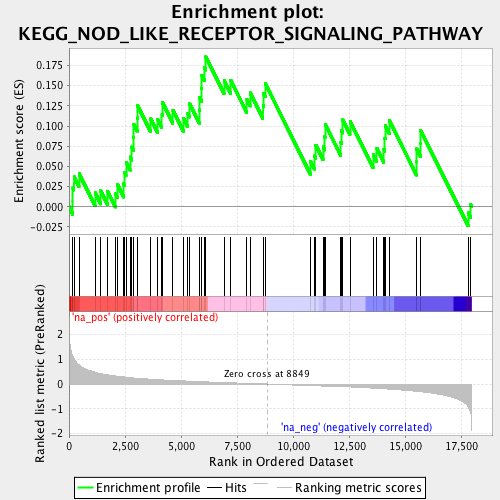 Enrichment plot:
KEGG_NOD_LIKE_RECEPTOR_SIGNALING_PATHWAY
Enrichment score (ES)
0.175
0.150
0.125
0.100
0.075
0.050
0.025
0.000
-0.025
'na_pos' (positively correlated)
Ranked list metric (PreRanked)
2
1
0
-1
-2
Zero cross at 8849
'na_neg' (negatively correlated)
0 2,500 5,000 7,500 10,000 12,500 15,000 17,500
Rank in Ordered Dataset
Enrichment profile Hits Ranking metric scores